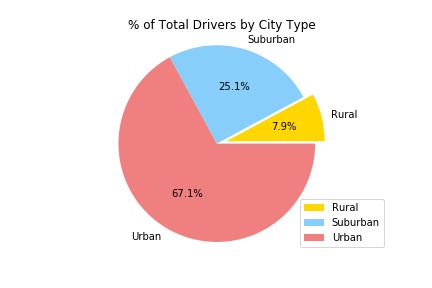 % of Total Drivers by City Type
Suburban
25.1%
Rural
7.9%
67.1%
Urban
Rural
Suburban
Urban